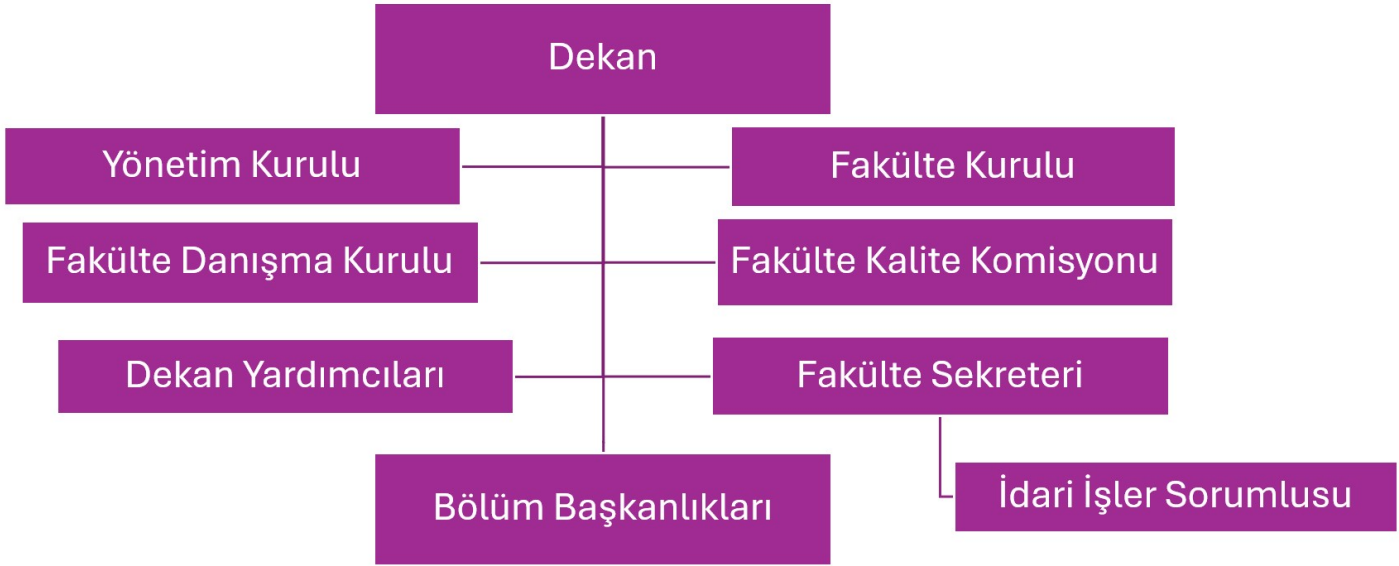 Dekan
Yönetim Kurulu
Fakülte Kurulu
Fakülte Danışma Kurulu
Fakülte Kalite Komisyonu
Dekan Yardımcıları
Fakülte Sekreteri
Bölüm Başkanlıkları
İdari İşler Sorumlusu